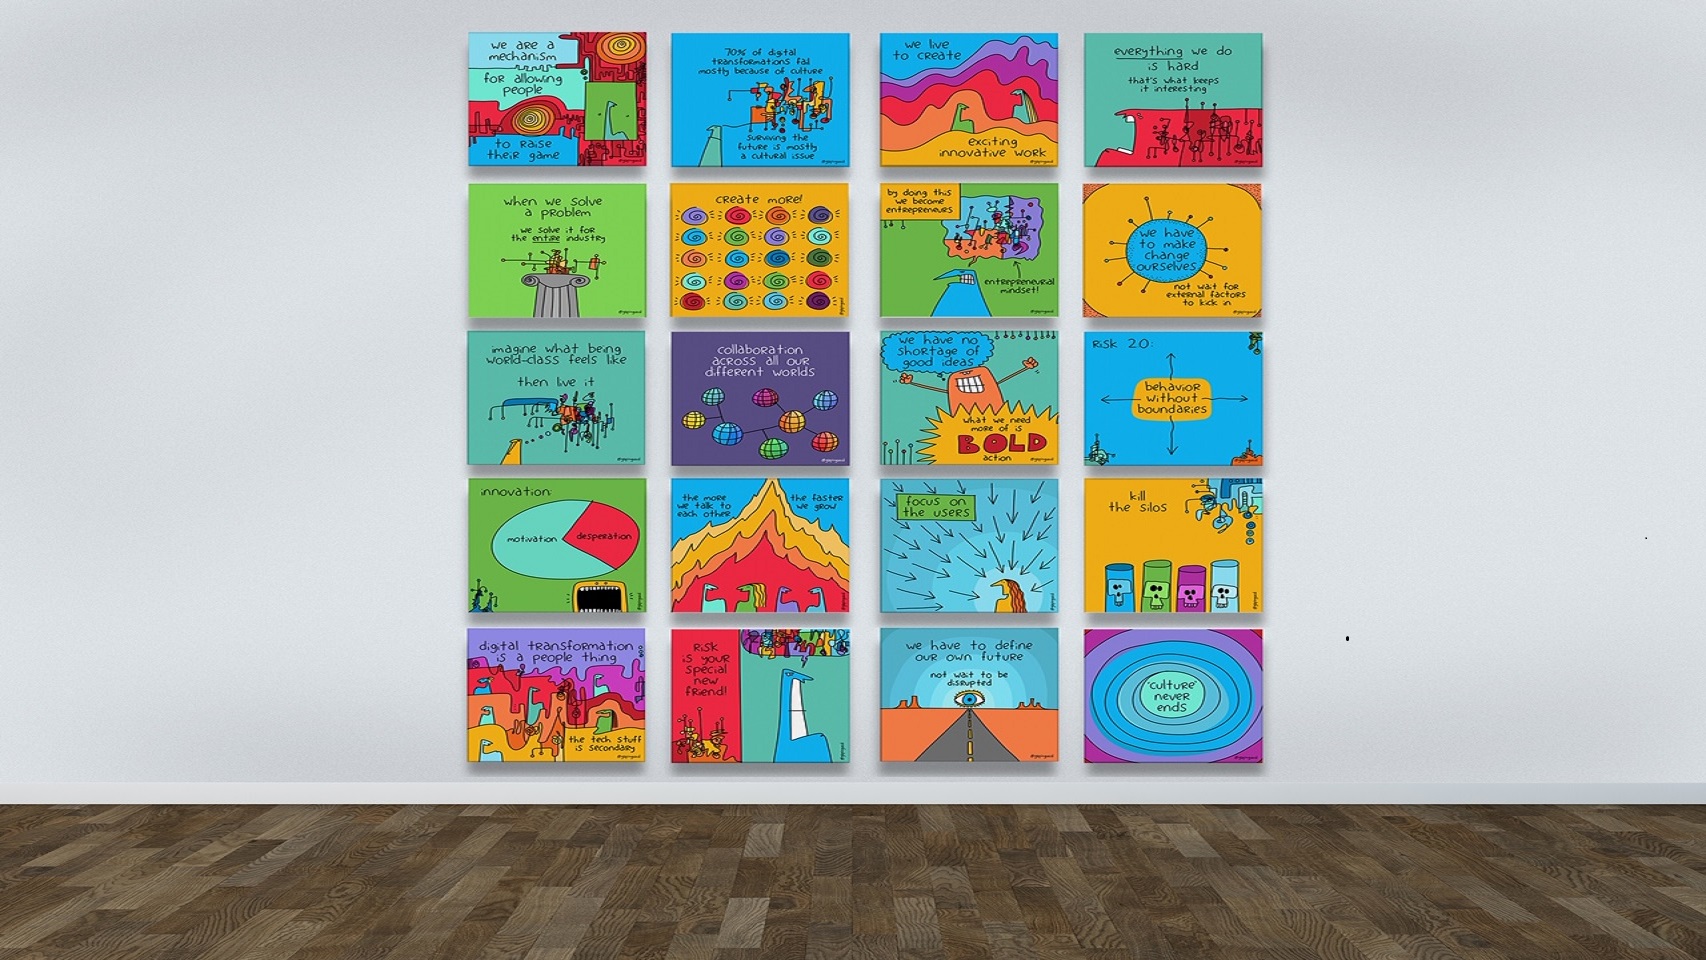 we are a
mechanism
for allowing
people
to raise
their game
70% of digital
transformations fail
mostly because of culture
surviving the
future is mostly
a cultural issue
we live
to create
exciting
innovative work
everything we do
is hard
that's what keeps
it interesting
when we solve
a problem
we solve it for
the entire industry
create more!
by doing this
we become
entrepreneurs
entrepreneurial
mindset!
we have
to make
change
ourselves
not wait for
external factors
to kick in
imagine what being
world-class feels like
then live it
collaboration
across all our
different worlds
we have no
shortage of
good ideas
what we need
more of is
BOLD
action
Risk 2.0:
behavior
without
boundaries
innovation:
motivation
desperation
the more
we talk to
each other
the faster
we grow
focus on
the users
kill
the silos
digital transformation
is a people thing
the tech stuff
is secondary
Risk
is your
special
new
friend!
we have to define
our own future
not wait to be
disrupted
'culture'
never
ends